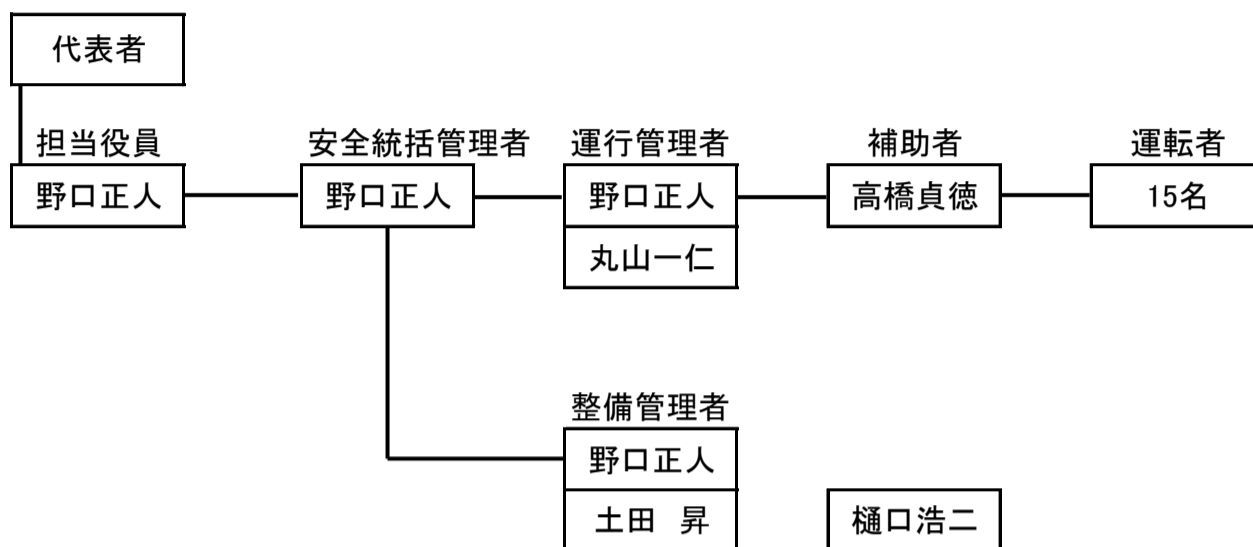 代表者
担当役員 安全統括管理者 運行管理者 補助者 運転者
野口正人 野口正人 野口正人 高橋貞徳 15名
丸山一仁
整備管理者
野口正人
土田　昇 樋口浩二